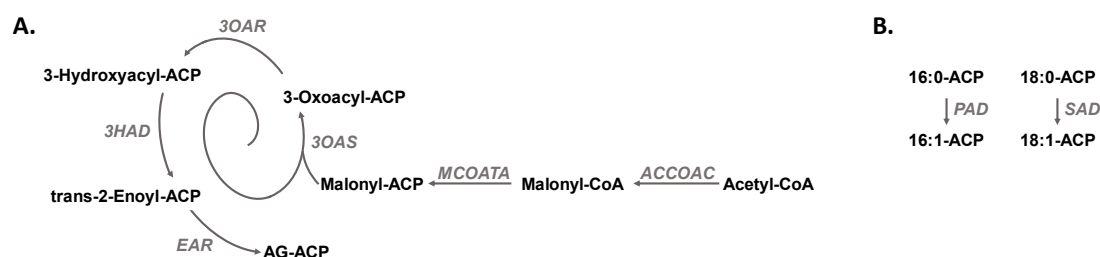 A.
3OAR
3-Hydroxyacyl-ACP
3-Oxoacyl-ACP
3HAD
3OAS
Malonyl-ACP MCOATA Malonyl-CoA ACCOAC Acetyl-CoA
trans-2-Enoyl-ACP
EAR
AG-ACP
B.
16:0-ACP 18:0-ACP
PAD SAD
16:1-ACP 18:1-ACP